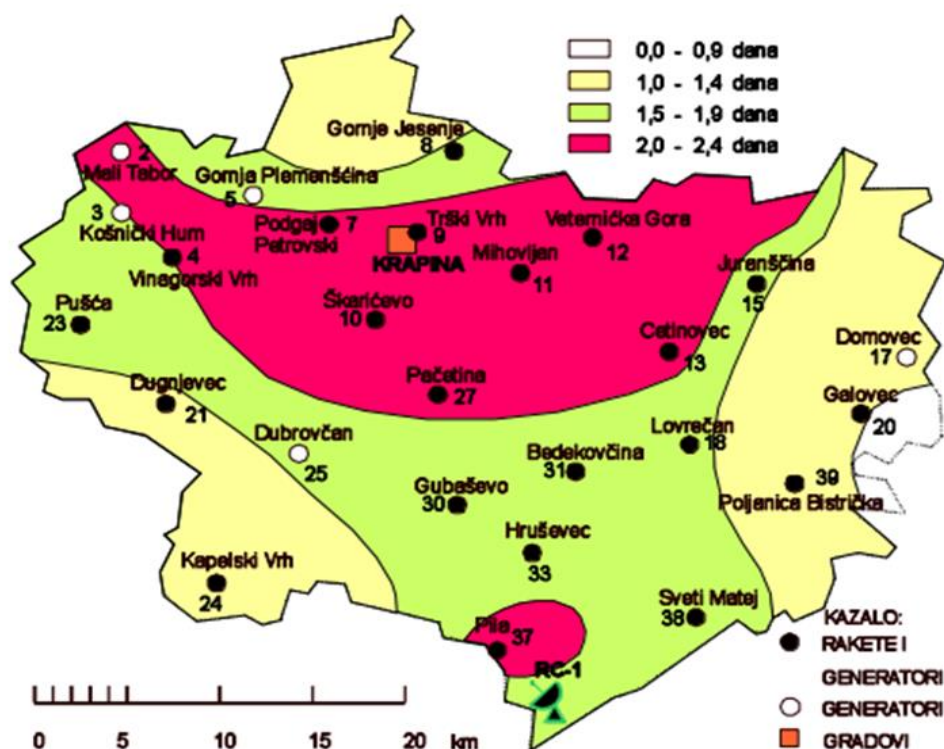 0,0 - 0,9 dana
1,0 - 1,4 dana
1,5 - 1,9 dana
2,0 - 2,4 dana
Gornje Jesenje
8
2
Mali Tabor
Gornja Plemenšćina
5
3
Košnički Hum
Podgaj
Petrovski
7
Trški Vrh
9
KRAPINA
Veternička Gora
12
4
Vinagorski Vrh
Mihovljan
11
Juranščina
15
Pušća
23
Škarićevo
10
Cetinovec
13
Domovec
17
Dugnjevec
21
Pačetina
27
Galovec
20
Dubrovčan
25
Lovrečan
18
Bedekovčina
31
Gubaševo
30
39
Poljanica Bistrička
Hruševec
33
Kapelski Vrh
24
Sveti Matej
38
Pila
37
RC-1
KAZALO:
RAKETE I
GENERATORI
GENERATORI
GRADOVI
0 5 10 15 20 km